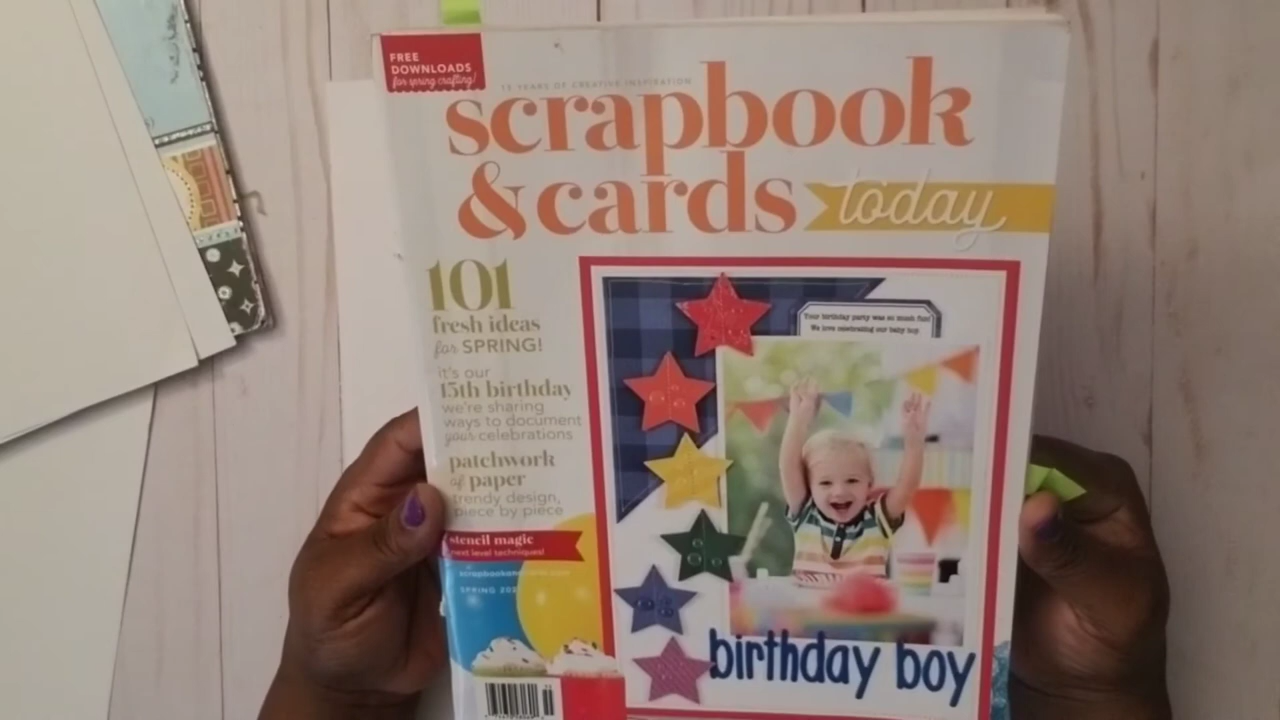 FREE
DOWNLOADS
for spring crafting!
15 YEARS OF CREATIVE INSPIRATION
scrapbook
& cards today
101
fresh ideas
for SPRING!
it's our
15th birthday
we're sharing
ways to document
your celebrations
patchwork
of paper
trendy design,
piece by piece
stencil magic
next level techniques!
SPRING
Your birthday party was so much fun!
We love celebrating our baby boy
birthday boy